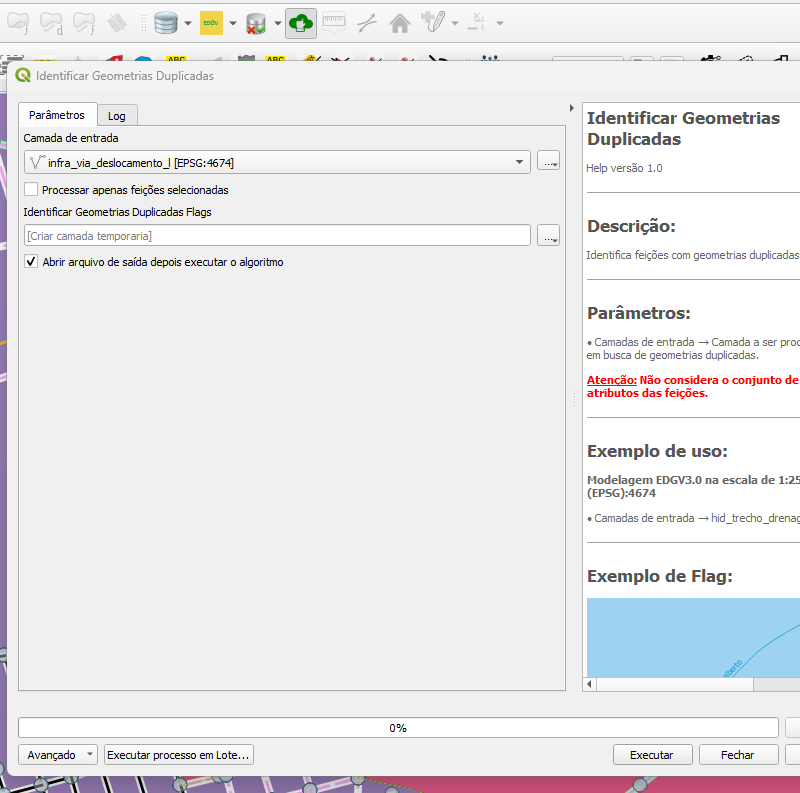 EDGV
ABC
ABC
Identificar Geometrias Duplicadas
Parâmetros
Log
Camada de entrada
infra_via_deslocamento_l [EPSG:4674]
...
Processar apenas feições selecionadas
Identificar Geometrias Duplicadas Flags
[Criar camada temporaria]
...
Abrir arquivo de saída depois executar o algoritmo
Identificar Geometrias
Duplicadas
Help versão 1.0
Descrição:
Identifica feições com geometrias duplicadas
Parâmetros:
• Camadas de entrada → Camada a ser proc
em busca de geometrias duplicadas.
Atenção: Não considera o conjunto de
atributos das feições.
Exemplo de uso:
Modelagem EDGV3.0 na escala de 1:25
(EPSG):4674
• Camadas de entrada → hid_trecho_drenag
Exemplo de Flag:
0%
Avançado
Executar processo em Lote...
Executar
Fechar